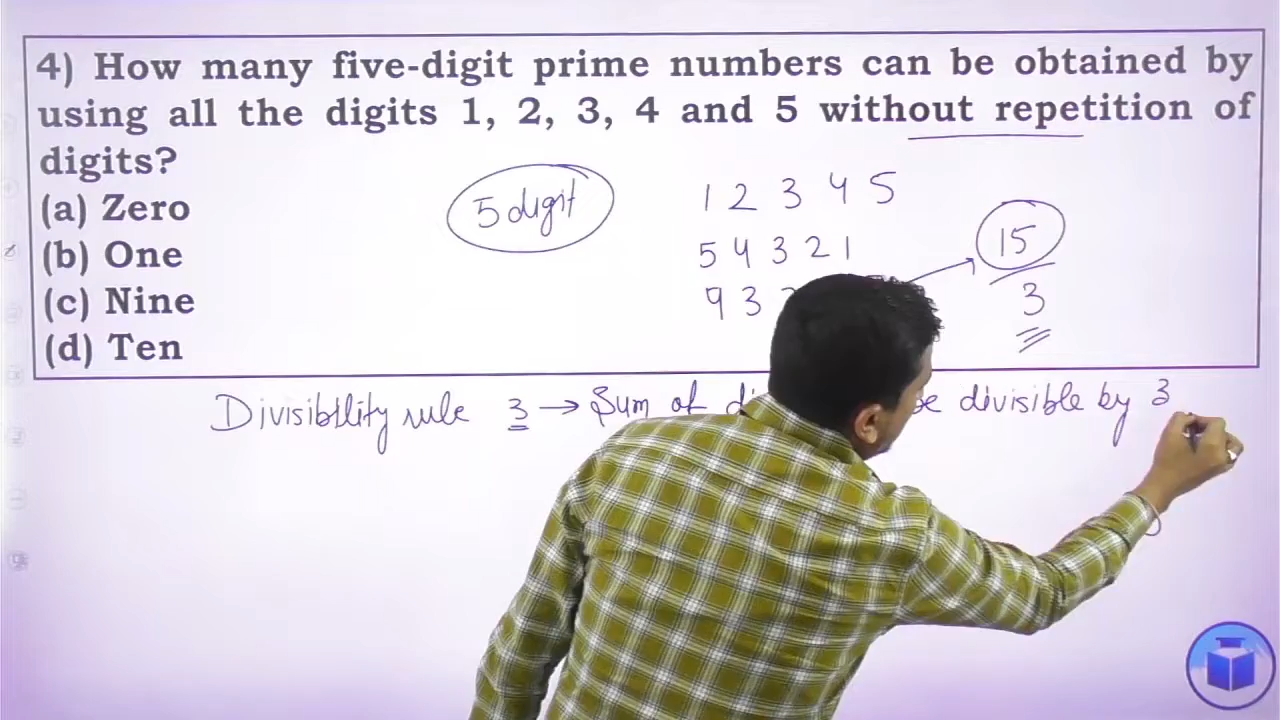 4) How many five-digit prime numbers can be obtained by
using all the digits 1, 2, 3, 4 and 5 without repetition of
digits?
(a) Zero
(b) One
(c) Nine
(d) Ten
5 digit
1 2 3 4 5
5 4 3 2 1
15
3
Divisibility rule 3 → Sum of divisible by 3